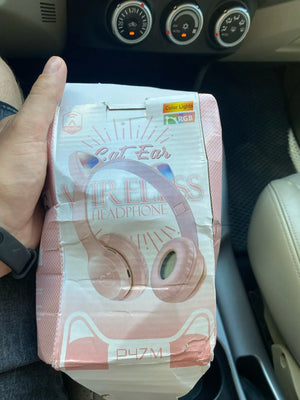 Color Lights
RGB
Cat Ear
WIRELESS
HEADPHONE
P47M